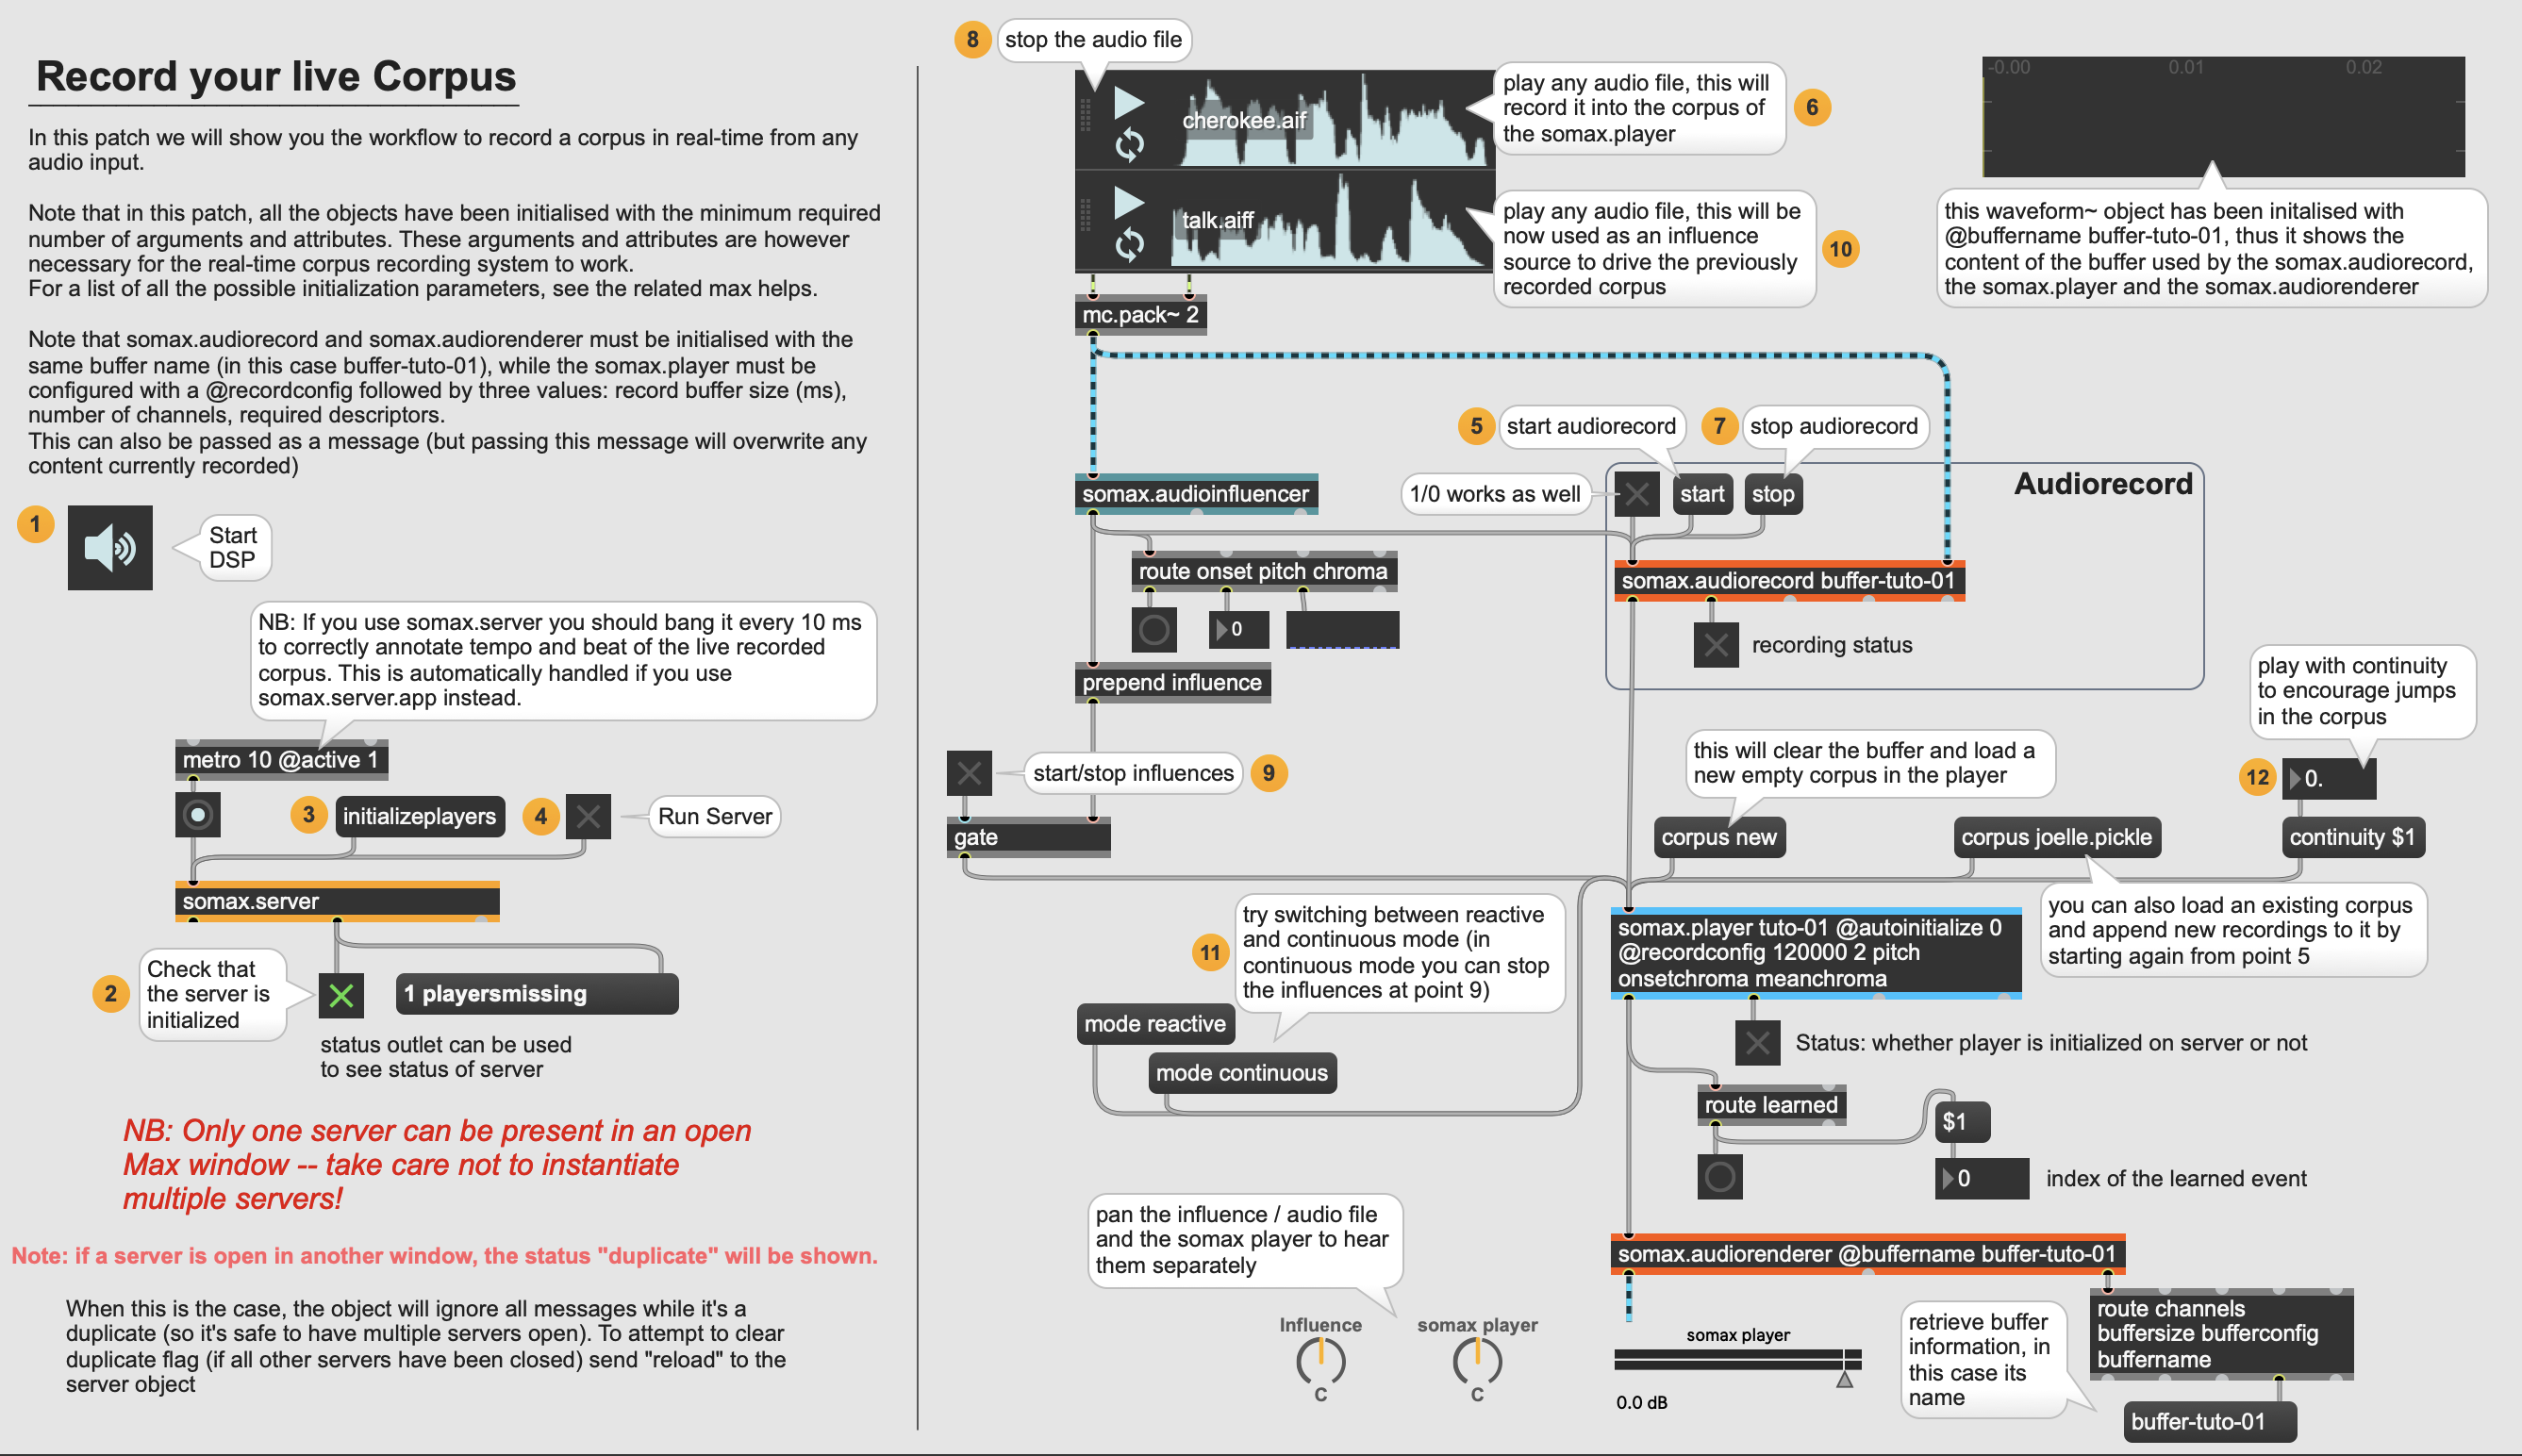 Record your live Corpus
In this patch we will show you the workflow to record a corpus in real-time from any
audio input.
Note that in this patch, all the objects have been initialised with the minimum required
number of arguments and attributes. These arguments and attributes are however
necessary for the real-time corpus recording system to work.
For a list of all the possible initialization parameters, see the related max helps.
Note that somax.audiorecord and somax.audiorenderer must be initialised with the
same buffer name (in this case buffer-tuto-01), while the somax.player must be
configured with a @recordconfig followed by three values: record buffer size (ms),
number of channels, required descriptors.
This can also be passed as a message (but passing this message will overwrite any
content currently recorded)
1
Start
DSP
NB: If you use somax.server you should bang it every 10 ms
to correctly annotate tempo and beat of the live recorded
corpus. This is automatically handled if you use
somax.server.app instead.
metro 10 @active 1
3
initializeplayers
4
Run Server
somax.server
2
Check that
the server is
initialized
1 playersmissing
status outlet can be used
to see status of server
NB: Only one server can be present in an open
Max window -- take care not to instantiate
multiple servers!
Note: if a server is open in another window, the status "duplicate" will be shown.
When this is the case, the object will ignore all messages while it's a
duplicate (so it's safe to have multiple servers open). To attempt to clear
duplicate flag (if all other servers have been closed) send "reload" to the
server object
8
stop the audio file
cherokee.aif
play any audio file, this will
record it into the corpus of
the somax.player
6
talk.aiff
play any audio file, this will be
now used as an influence
source to drive the previously
recorded corpus
10
-0.00
0.01
0.02
this waveform~ object has been initalised with
@buffername buffer-tuto-01, thus it shows the
content of the buffer used by the somax.audiorecord,
the somax.player and the somax.audiorenderer
mc.pack~ 2
5
start audiorecord
7
stop audiorecord
somax.audioinfluencer
1/0 works as well
start
stop
Audiorecord
route onset pitch chroma
somax.audiorecord buffer-tuto-01
0
recording status
prepend influence
start/stop influences
9
gate
this will clear the buffer and load a
new empty corpus in the player
play with continuity
to encourage jumps
in the corpus
12
0.
corpus new
corpus joelle.pickle
continuity $1
11
try switching between reactive
and continuous mode (in
continuous mode you can stop
the influences at point 9)
mode reactive
mode continuous
somax.player tuto-01 @autoinitialize 0
@recordconfig 120000 2 pitch
onsetchroma meanchroma
you can also load an existing corpus
and append new recordings to it by
starting again from point 5
Status: whether player is initialized on server or not
route learned
$1
0
index of the learned event
pan the influence / audio file
and the somax player to hear
them separately
Influence
C
somax player
C
somax.audiorenderer @buffername buffer-tuto-01
somax player
0.0 dB
retrieve buffer
information, in
this case its
name
route channels
buffersize bufferconfig
buffername
buffer-tuto-01